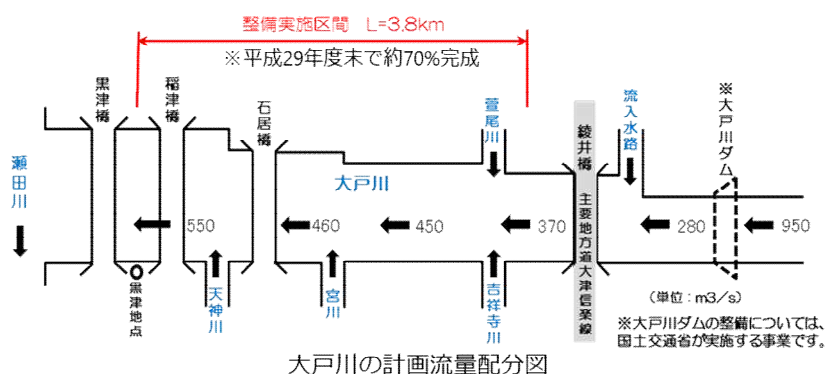 整備実施区間 L=3.8km
※平成29年度末で約70%完成
黒津橋
稲津橋
石居橋
萱尾川
綾井橋
流入水路
※大戸川ダム
瀬田川
大戸川
主要地方道大津信楽線
550
460
450
370
280
950
黒津地点
天神川
宮川
吉祥寺川
(単位:m3/s)
※大戸川ダムの整備については、
国土交通省が実施する事業です。
大戸川の計画流量配分図